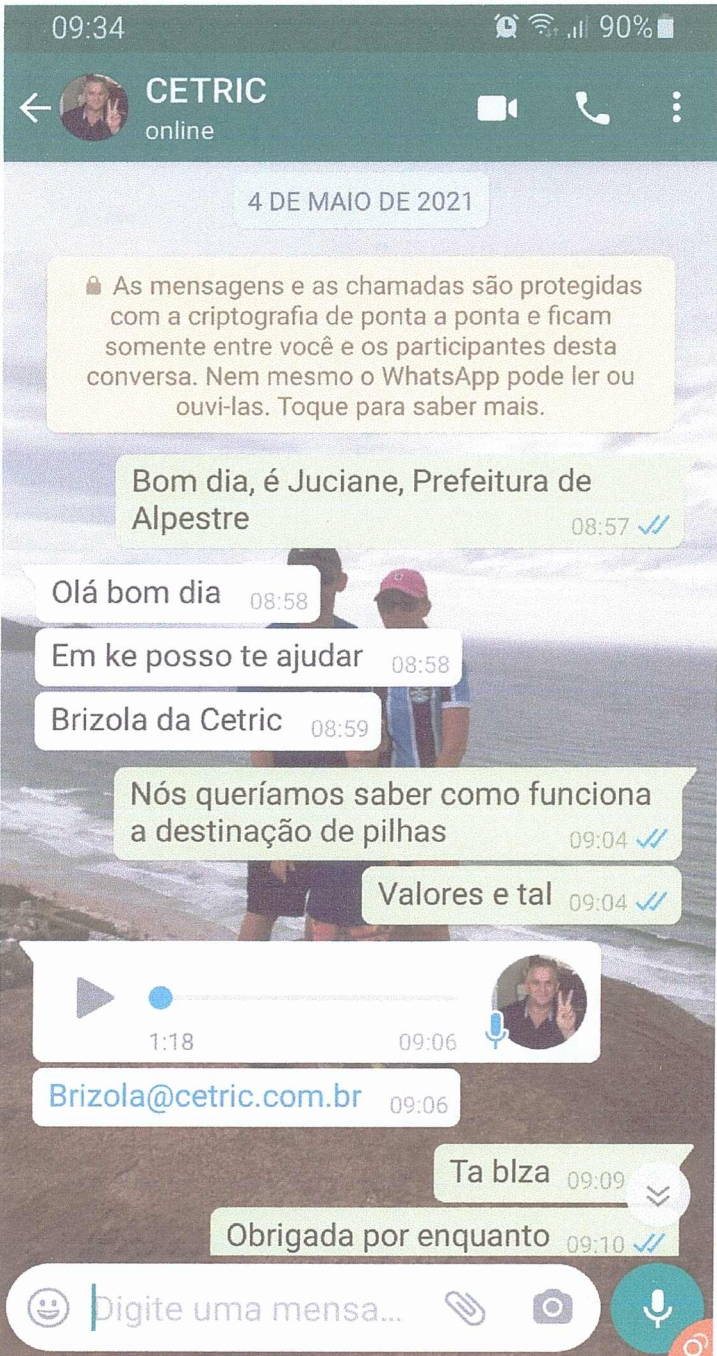 09:34
90%
CETRIC
online
4 DE MAIO DE 2021
As mensagens e as chamadas são protegidas
com a criptografia de ponta a ponta e ficam
somente entre você e os participantes desta
conversa. Nem mesmo o WhatsApp pode ler ou
ouvi-las. Toque para saber mais.
Bom dia, é Juciane, Prefeitura de
Alpestre
08:57
Olá bom dia 08:58
Em ke posso te ajudar 08:58
Brizola da Cetric 08:59
Nós queríamos saber como funciona
a destinação de pilhas 09:04
Valores e tal 09:04
1:18 09:06
Brizola@cetric.com.br 09:06
Ta blza 09:09
Obrigada por enquanto 09:10
Digite uma mensa...